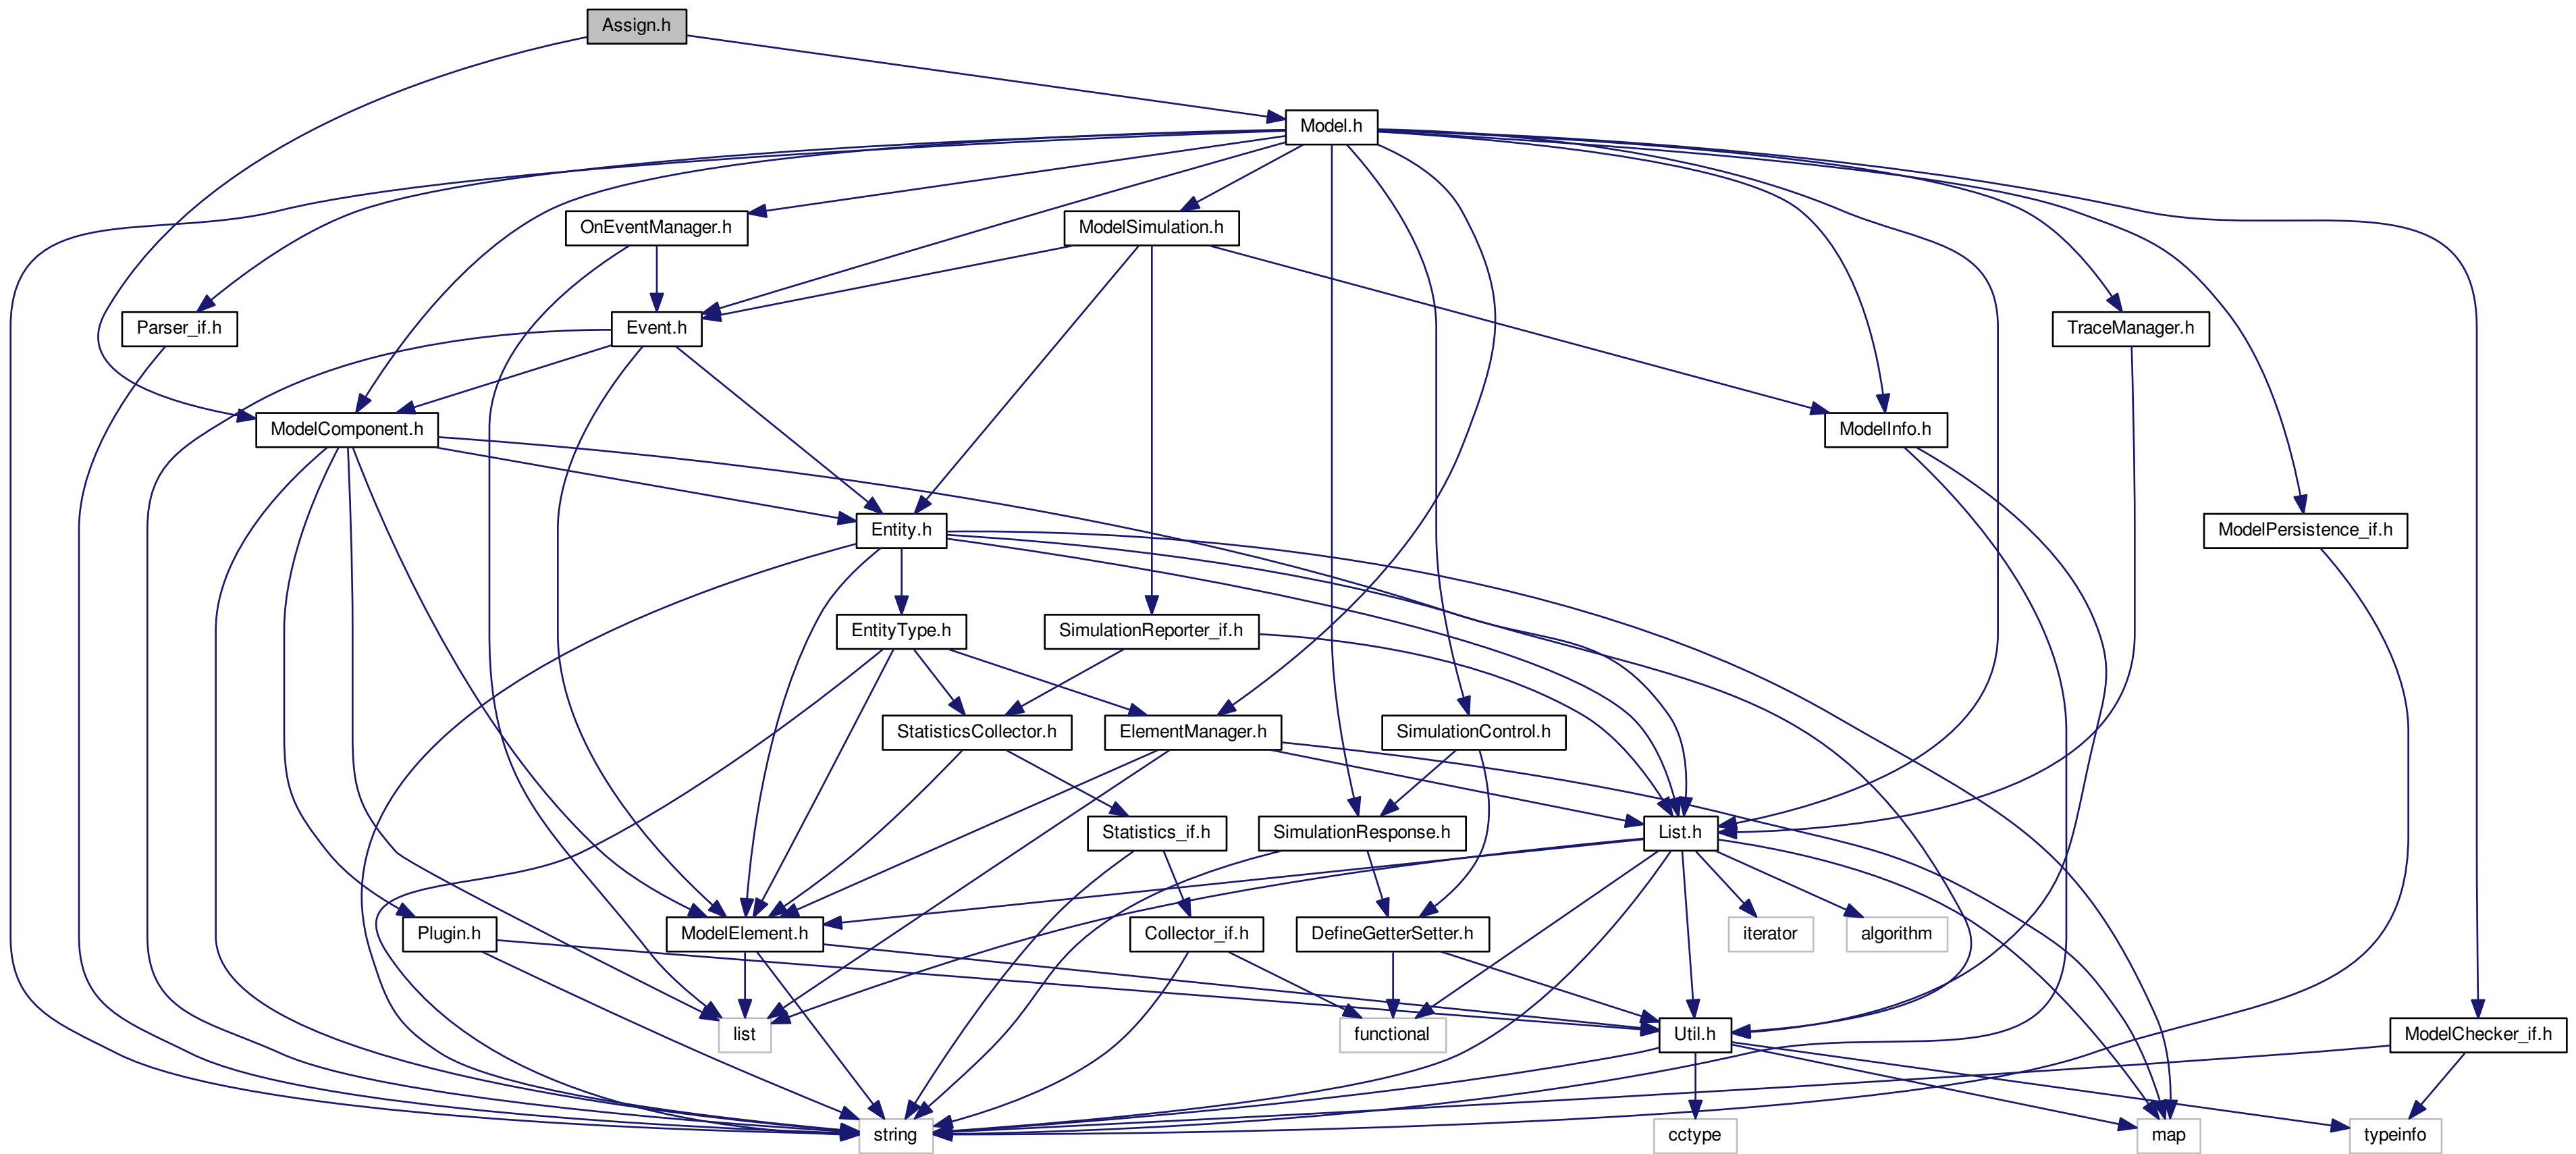 Assign.h
Model.h
OnEventManager.h
ModelSimulation.h
Parser_if.h
Event.h
TraceManager.h
ModelComponent.h
ModelInfo.h
Entity.h
ModelPersistence_if.h
EntityType.h
SimulationReporter_if.h
StatisticsCollector.h
ElementManager.h
SimulationControl.h
Statistics_if.h
SimulationResponse.h
List.h
Plugin.h
ModelElement.h
Collector_if.h
DefineGetterSetter.h
iterator
algorithm
list
functional
Util.h
ModelChecker_if.h
string
cctype
map
typeinfo